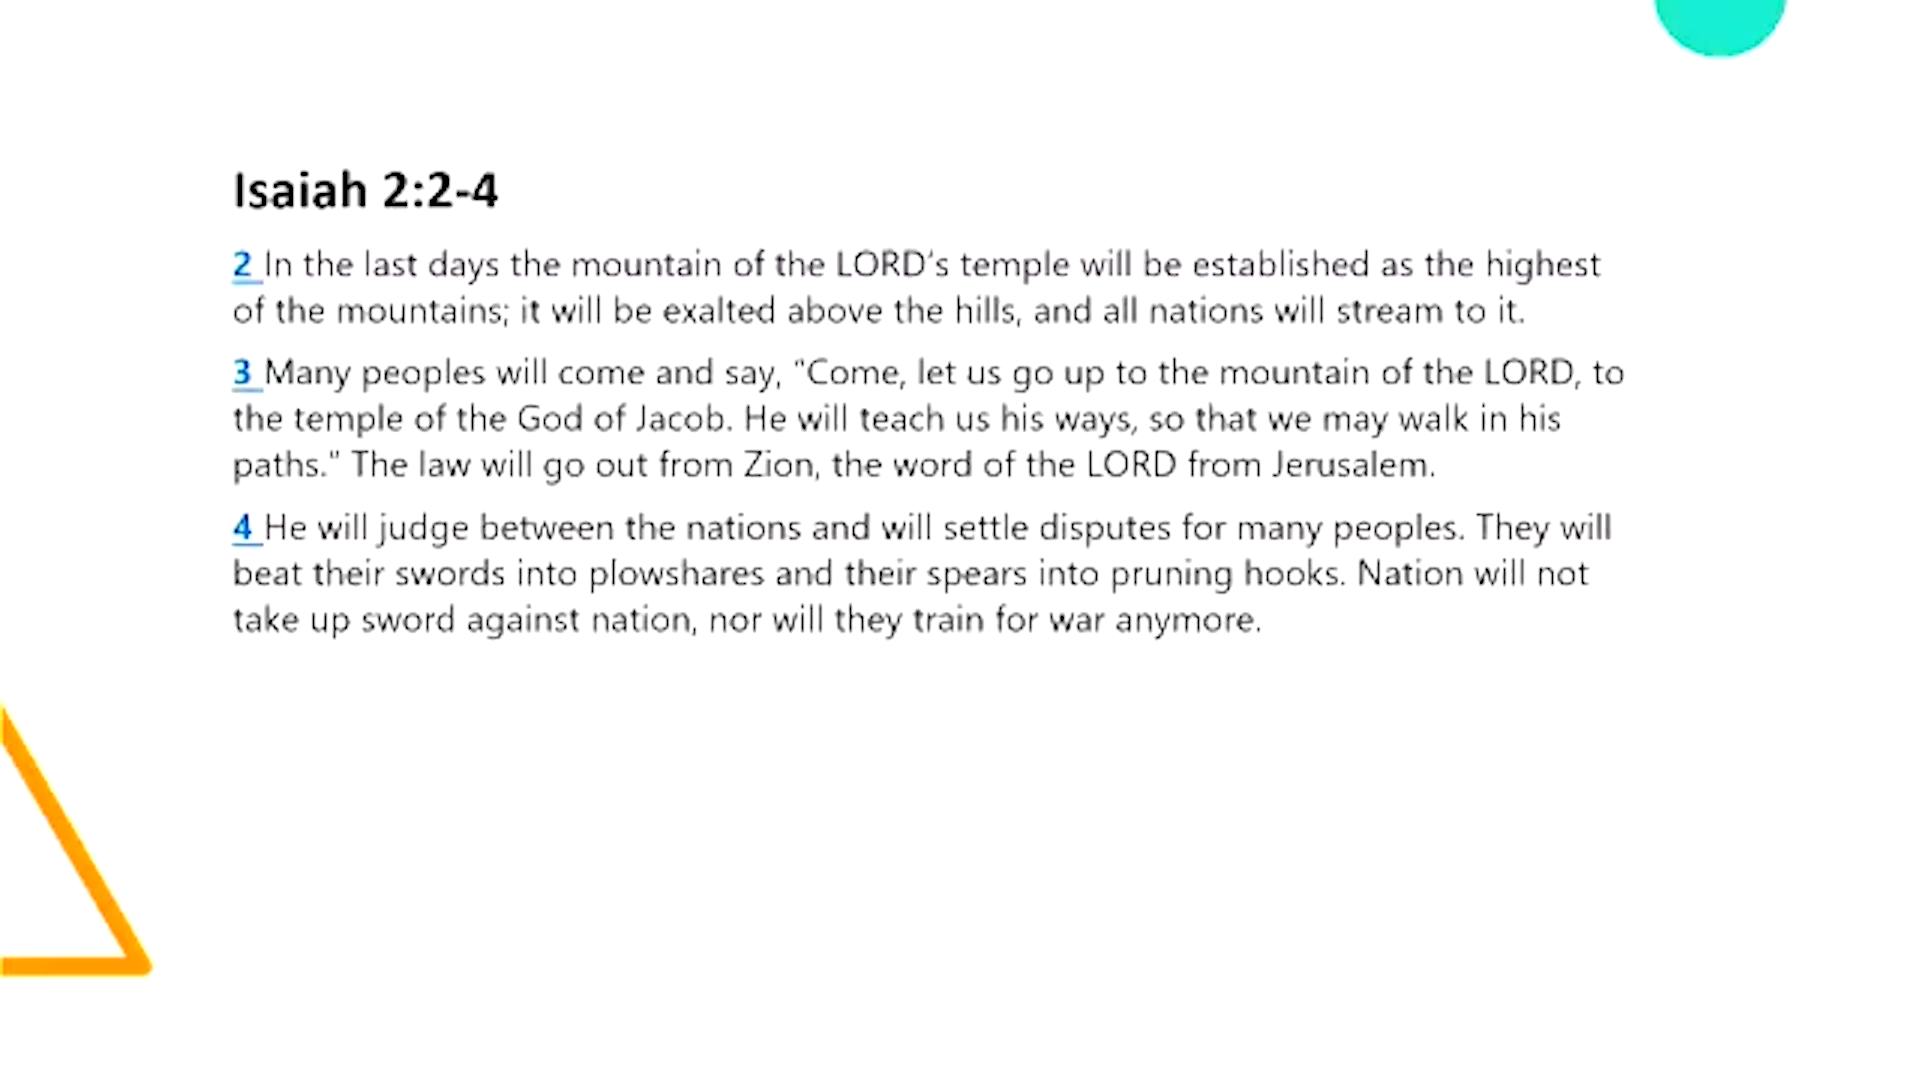 Isaiah 2:2-4
2 In the last days the mountain of the LORD's temple will be established as the highest
of the mountains; it will be exalted above the hills, and all nations will stream to it.
3 Many peoples will come and say, "Come, let us go up to the mountain of the LORD, to
the temple of the God of Jacob. He will teach us his ways, so that we may walk in his
paths." The law will go out from Zion, the word of the LORD from Jerusalem.
4 He will judge between the nations and will settle disputes for many peoples. They will
beat their swords into plowshares and their spears into pruning hooks. Nation will not
take up sword against nation, nor will they train for war anymore.